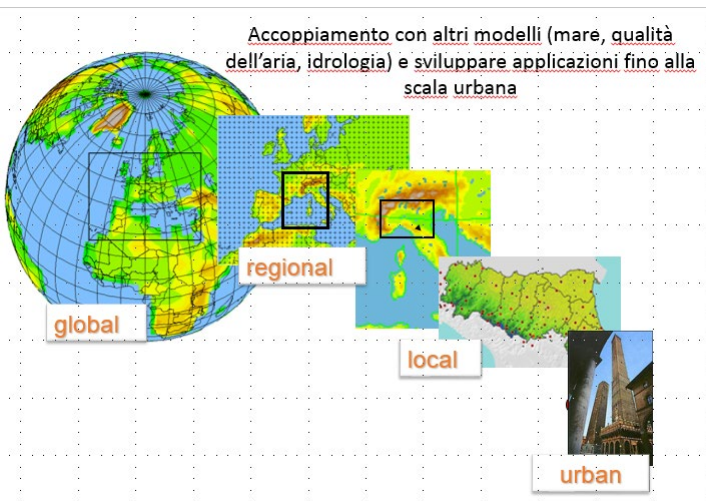 Accoppiamento con altri modelli (mare, qualità
dell’aria, idrologia) e sviluppare applicazioni fino alla
scala urbana
regional
global
local
urban